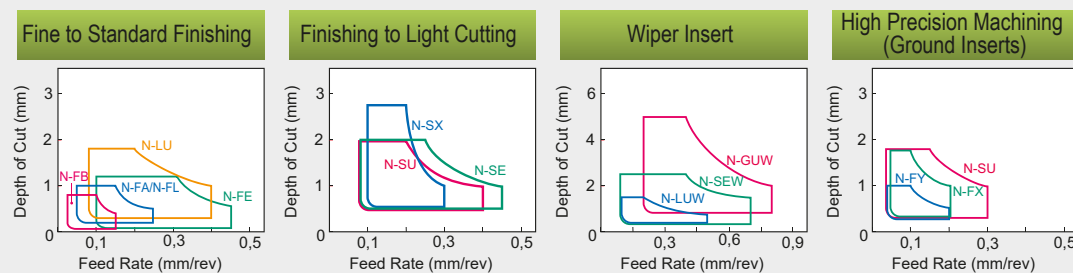 Fine to Standard Finishing
Depth of Cut (mm)
3
2
1
0
N-LU
N-FB
N-FA/N-FL
N-FE
0,1
0,3
0,5
Feed Rate (mm/rev)
Finishing to Light Cutting
Depth of Cut (mm)
3
2
1
0
N-SX
N-SU
N-SE
0,1
0,3
0,5
Feed Rate (mm/rev)
Wiper Insert
Depth of Cut (mm)
6
4
2
0
N-GUW
N-SEW
N-LUW
0,3
0,6
0,9
Feed Rate (mm/rev)
High Precision Machining
(Ground Inserts)
Depth of Cut (mm)
3
2
1
0
N-SU
N-FY
N-FX
0,1
0,3
0,5
Feed Rate (mm/rev)